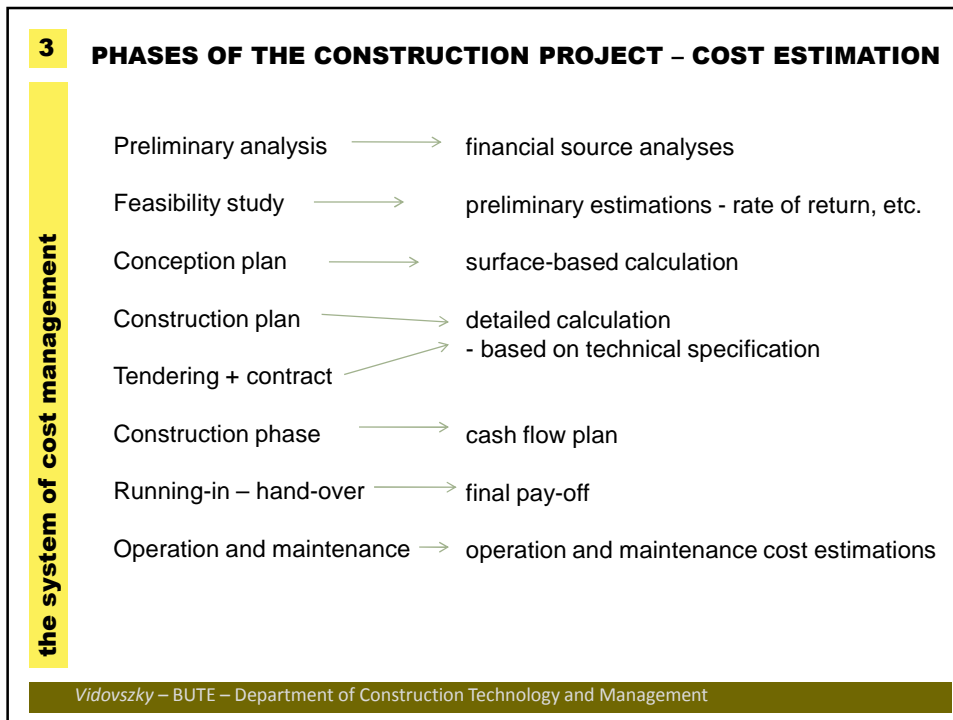 3
PHASES OF THE CONSTRUCTION PROJECT – COST ESTIMATION
the system of cost management
Preliminary analysis
financial source analyses
Feasibility study
preliminary estimations - rate of return, etc.
Conception plan
surface-based calculation
Construction plan
detailed calculation
- based on technical specification
Tendering + contract
Construction phase
cash flow plan
Running-in – hand-over
final pay-off
Operation and maintenance
operation and maintenance cost estimations
Vidovszky – BUTE – Department of Construction Technology and Management